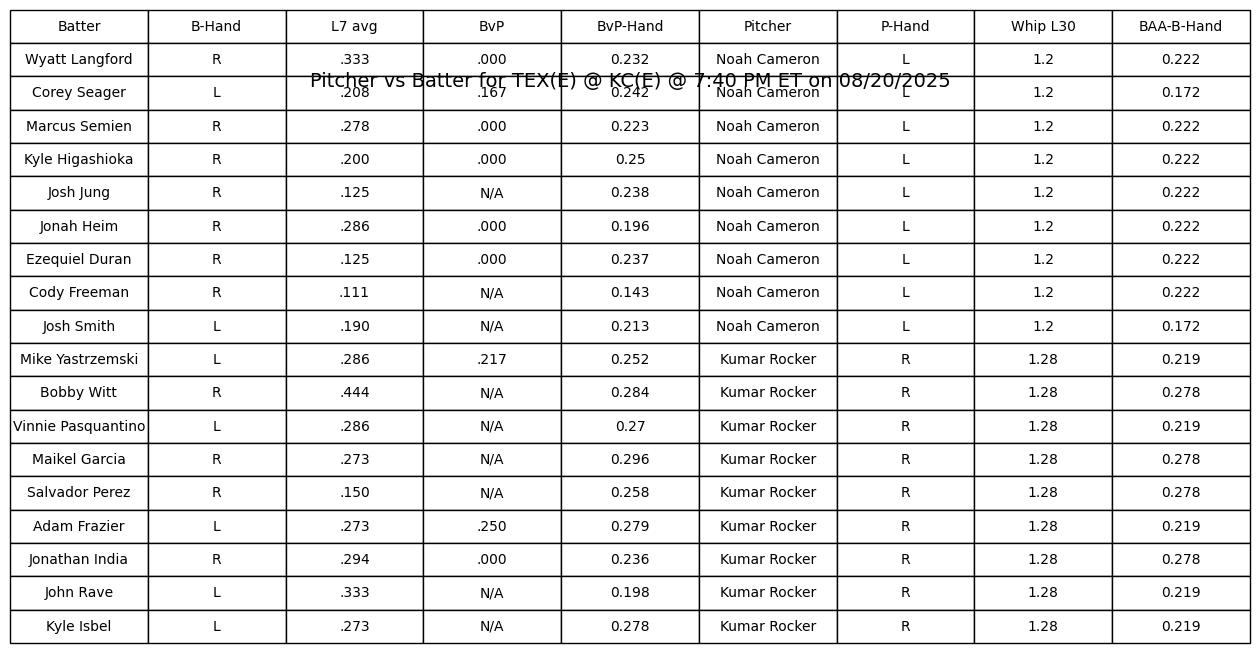 Batter B-Hand L7 avg BvP BvP-Hand Pitcher P-Hand Whip L30 BAA-B-Hand
Wyatt Langford R .333 .000 0.232 Noah Cameron L 1.2 0.222
Pitcher vs Batter for TEX(E) @ KC(E) @ 7:40 PM ET on 08/20/2025
Corey Seager L .208 .167 0.242 Noah Cameron L 1.2 0.172
Marcus Semien R .278 .000 0.223 Noah Cameron L 1.2 0.222
Kyle Higashioka R .200 .000 0.25 Noah Cameron L 1.2 0.222
Josh Jung R .125 N/A 0.238 Noah Cameron L 1.2 0.222
Jonah Heim R .286 .000 0.196 Noah Cameron L 1.2 0.222
Ezequiel Duran R .125 .000 0.237 Noah Cameron L 1.2 0.222
Cody Freeman R .111 N/A 0.143 Noah Cameron L 1.2 0.222
Josh Smith L .190 N/A 0.213 Noah Cameron L 1.2 0.172
Mike Yastrzemski L .286 .217 0.252 Kumar Rocker R 1.28 0.219
Bobby Witt R .444 N/A 0.284 Kumar Rocker R 1.28 0.278
Vinnie Pasquantino L .286 N/A 0.27 Kumar Rocker R 1.28 0.219
Maikel Garcia R .273 N/A 0.296 Kumar Rocker R 1.28 0.278
Salvador Perez R .150 N/A 0.258 Kumar Rocker R 1.28 0.278
Adam Frazier L .273 .250 0.279 Kumar Rocker R 1.28 0.219
Jonathan India R .294 .000 0.236 Kumar Rocker R 1.28 0.278
John Rave L .333 N/A 0.198 Kumar Rocker R 1.28 0.219
Kyle Isbel L .273 N/A 0.278 Kumar Rocker R 1.28 0.219